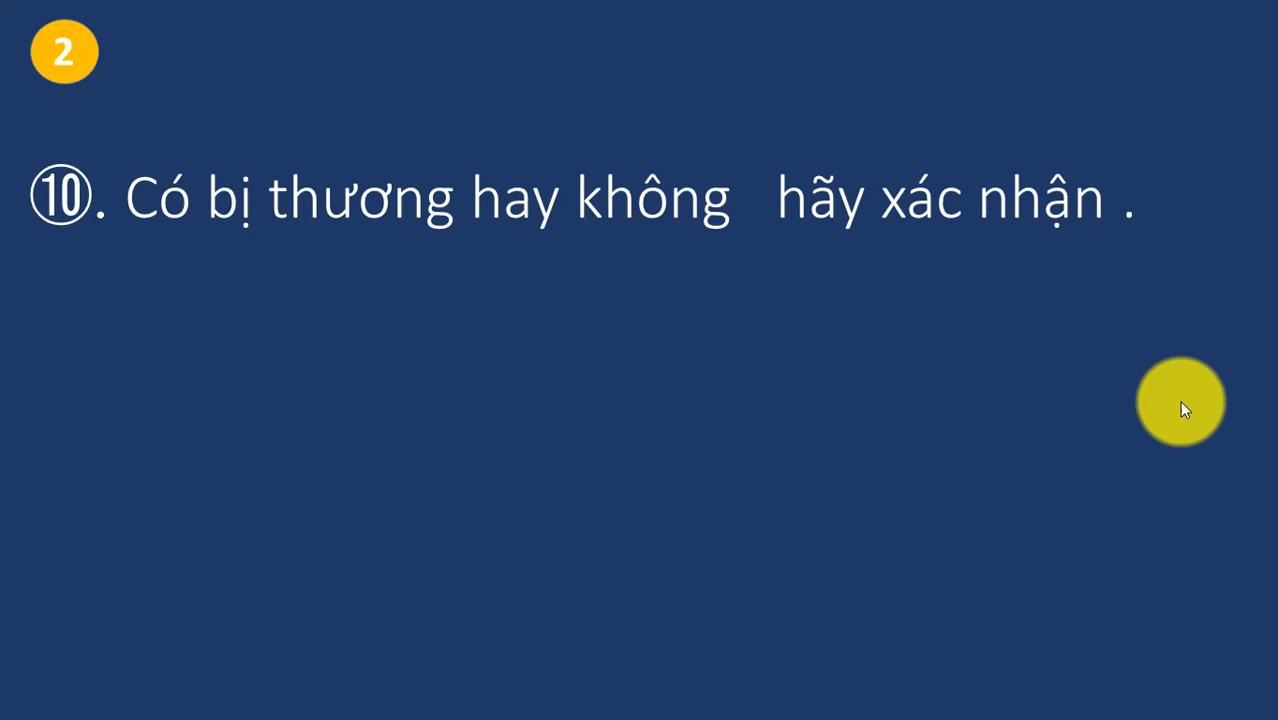 2
⑩. Có bị thương hay không hãy xác nhận .